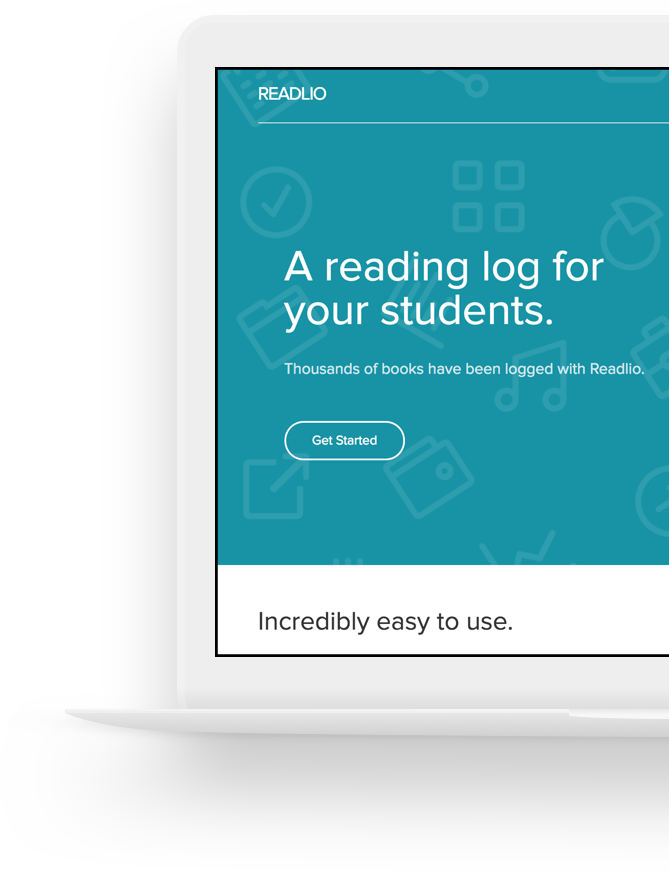 READLIO
A reading log for
your students.
Thousands of books have been logged with Readlio.
Get Started
Incredibly easy to use.